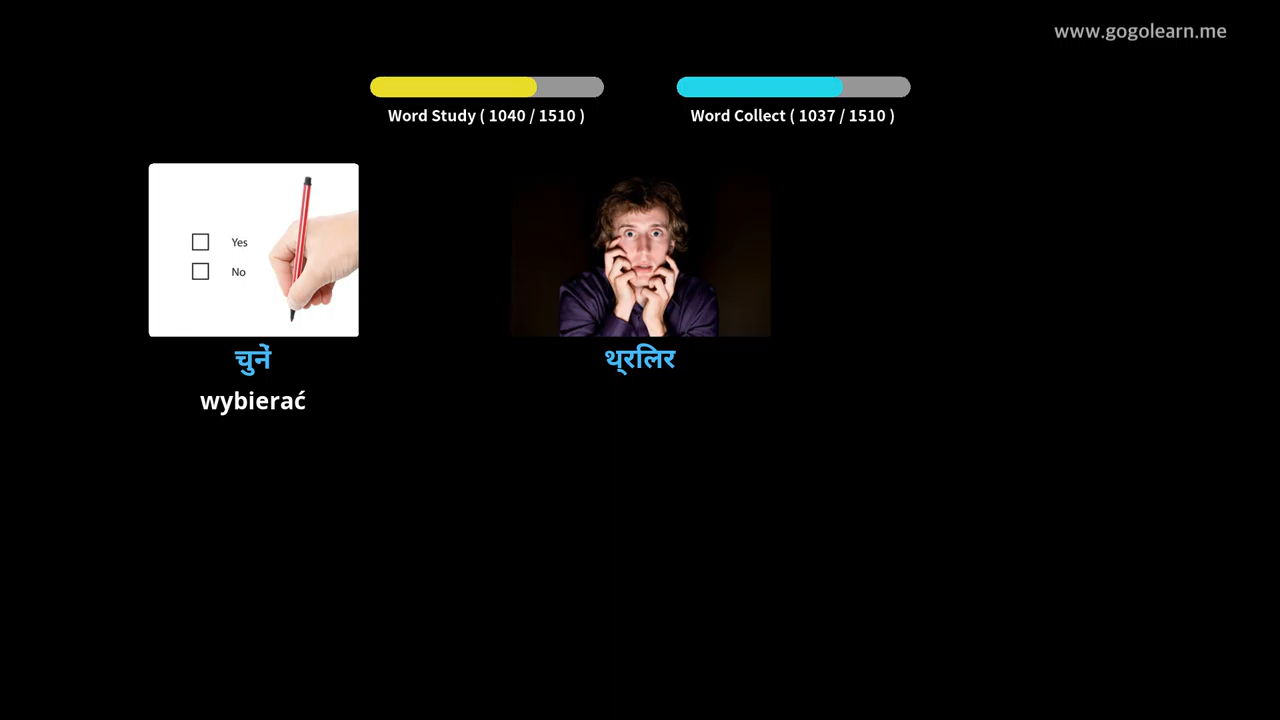 www.gogolearn.me
Word Study ( 1040 / 1510 )
Word Collect ( 1037 / 1510 )
Yes
No
चुनें
थ्रलिर
wybierać